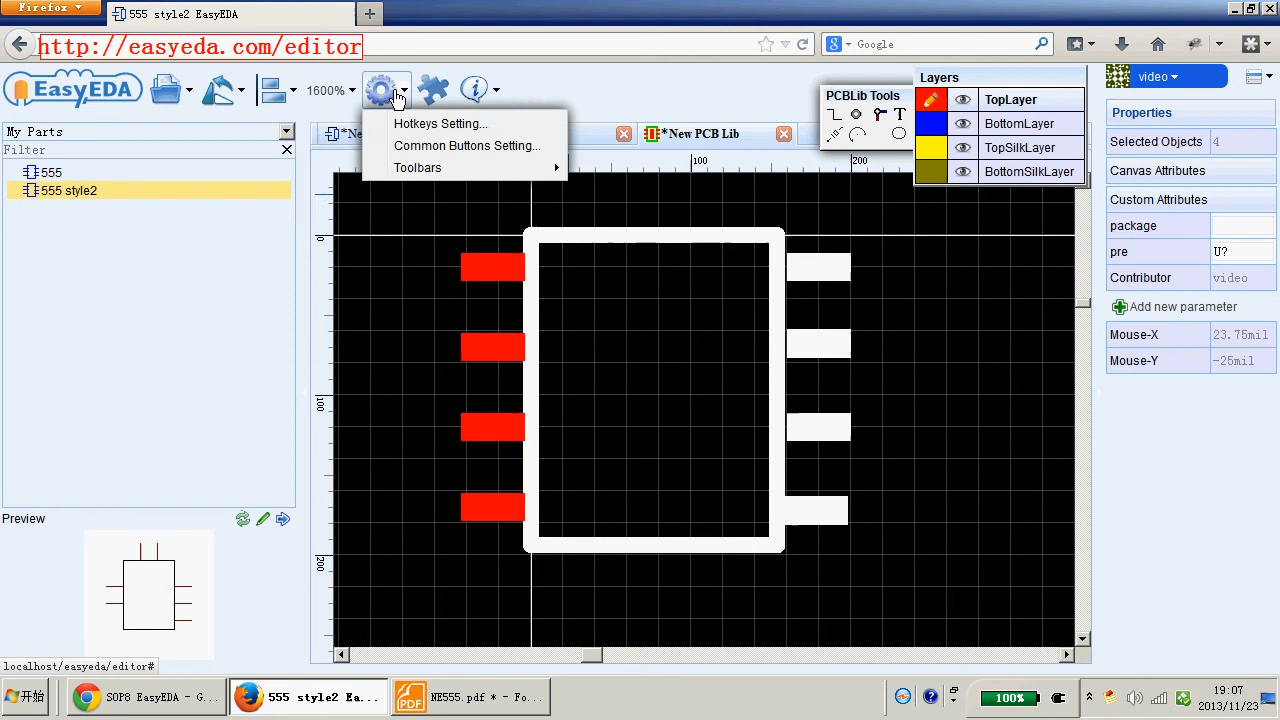 Firefox
555 style2 EasyEDA
http://easyeda.com/editor
Google
EasyEDA
1600%
video
My Parts
Filter
555
555 style2
Hotkeys Setting...
Common Buttons Setting...
Toolbars
*Ne
*New PCB Lib
PCBLib Tools
T
Layers
TopLayer
BottomLayer
TopSilkLayer
BottomSilkLayer
100
200
0
100
200
Properties
Selected Objects 4
Canvas Attributes
Custom Attributes
package
pre U?
Contributor video
Add new parameter
Mouse-X 23.75mil
Mouse-Y -25mil
Preview
localhost/easyeda/editor#
开始
SOP8 EasyEDA - G...
555 style2 Ea...
PDF
NE555.pdf * - Fo...
100%
19:07
2013/11/23